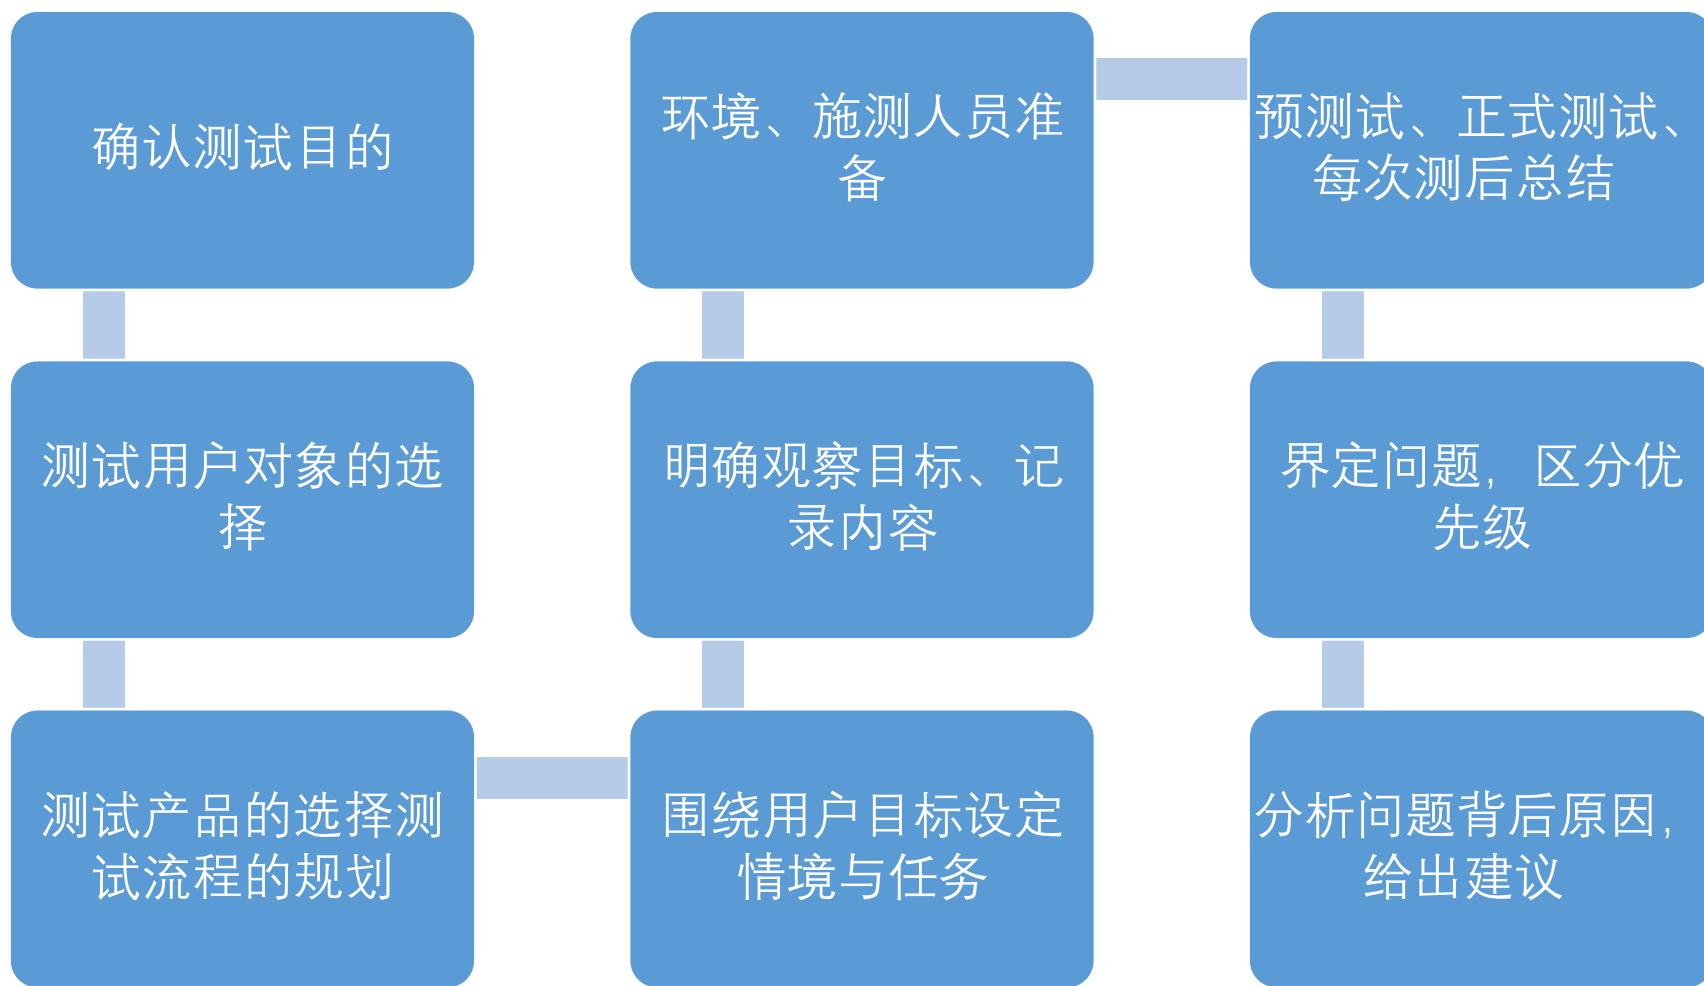 确认测试目的
测试用户对象的选
择
测试产品的选择测
试流程的规划
围绕用户目标设定
情境与任务
明确观察目标、记
录内容
环境、施测人员准
备
预测试、正式测试、
每次测后总结
界定问题，区分优
先级
分析问题背后原因，
给出建议